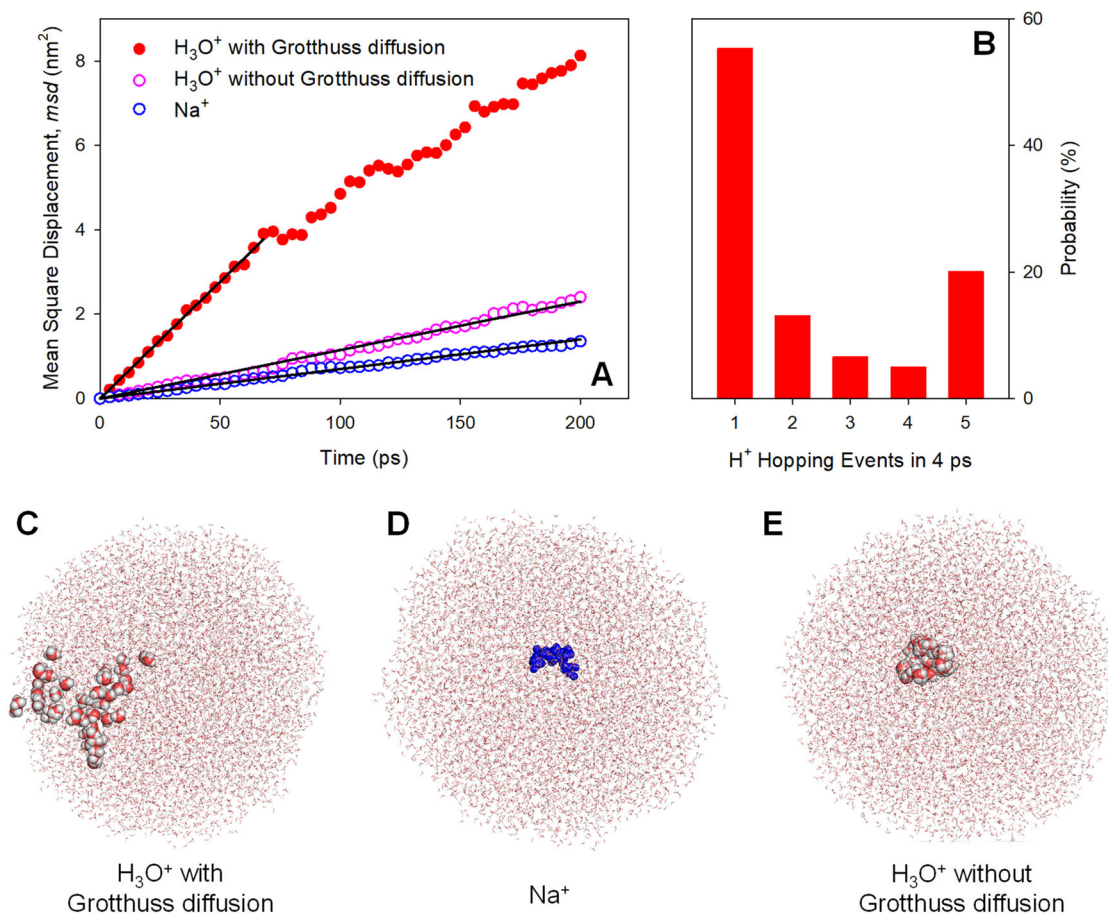 A
H₃O⁺ with Grotthuss diffusion
H₃O⁺ without Grotthuss diffusion
Na⁺
Mean Square Displacement, msd (nm²)
8
6
4
2
0
0 50 100 150 200
Time (ps)
B
60
40
20
0
Probability (%)
1 2 3 4 5
H⁺ Hopping Events in 4 ps
C
D
E
H₃O⁺ with
Grotthuss diffusion
Na⁺
H₃O⁺ without
Grotthuss diffusion